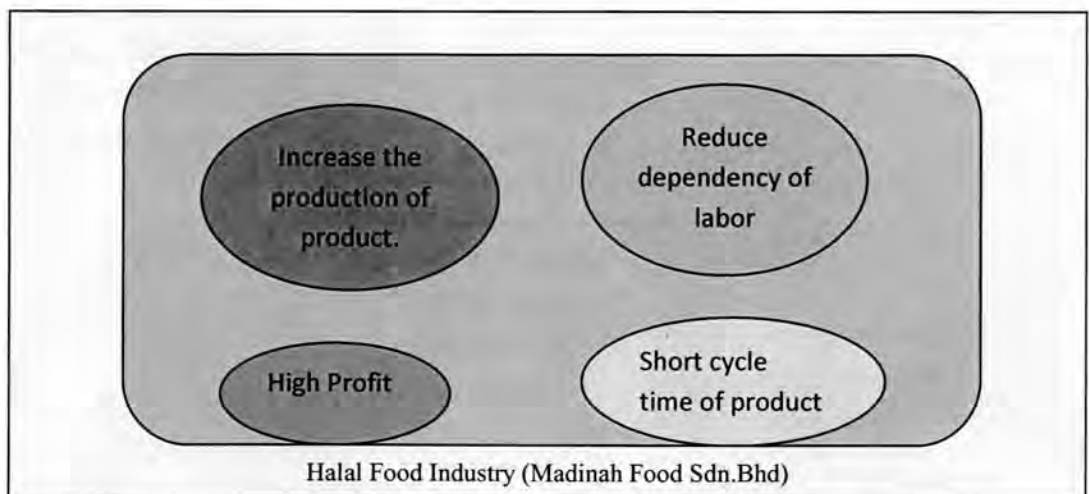 Increase the
production of
product.
Reduce
dependency of
labor
High Profit
Short cycle
time of product
Halal Food Industry (Madinah Food Sdn.Bhd)